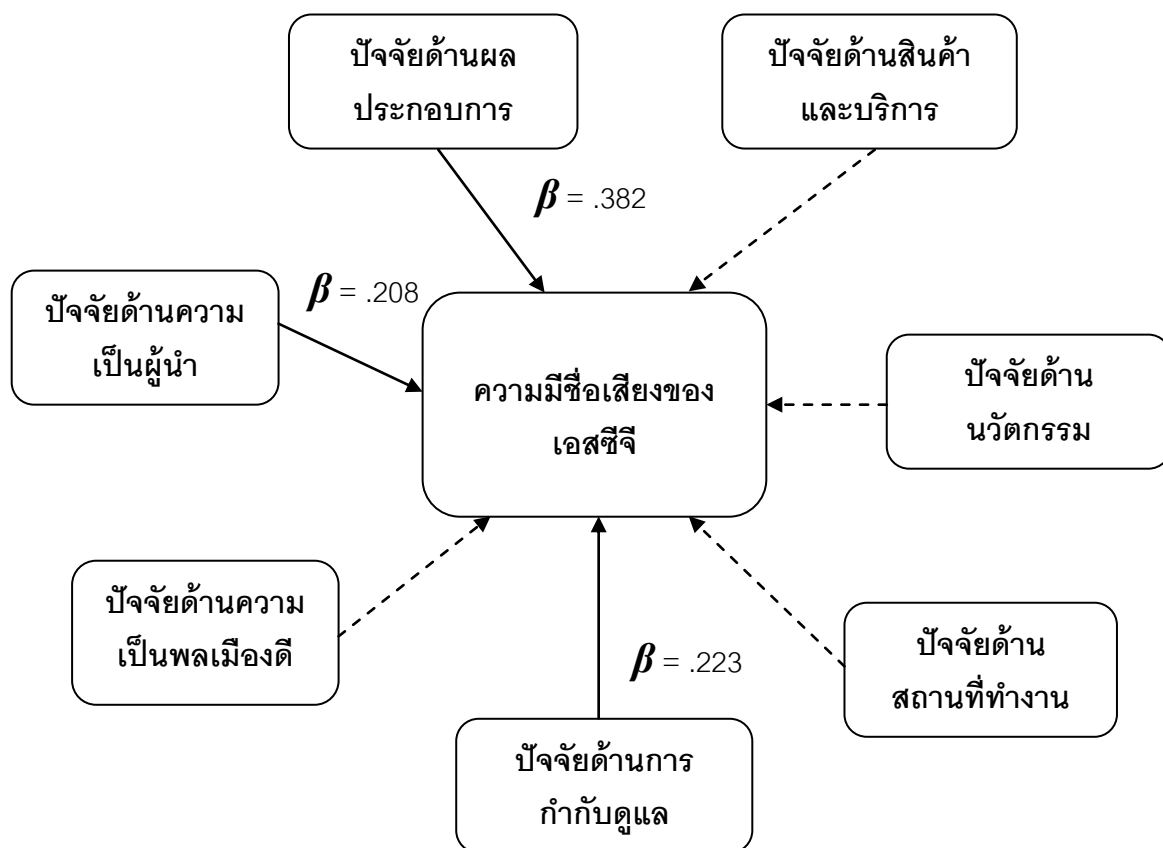 ปัจจัยด้านผล
ประกอบการ
ปัจจัยด้านสินค้า
และบริการ
β = .382
β = .208
ปัจจัยด้านความ
เป็นผู้นำ
ความมีชื่อเสียงของ
เอสซีจี
ปัจจัยด้าน
นวัตกรรม
ปัจจัยด้านความ
เป็นพลเมืองดี
β = .223
ปัจจัยด้าน
สถานที่ทำงาน
ปัจจัยด้านการ
กำกับดูแล